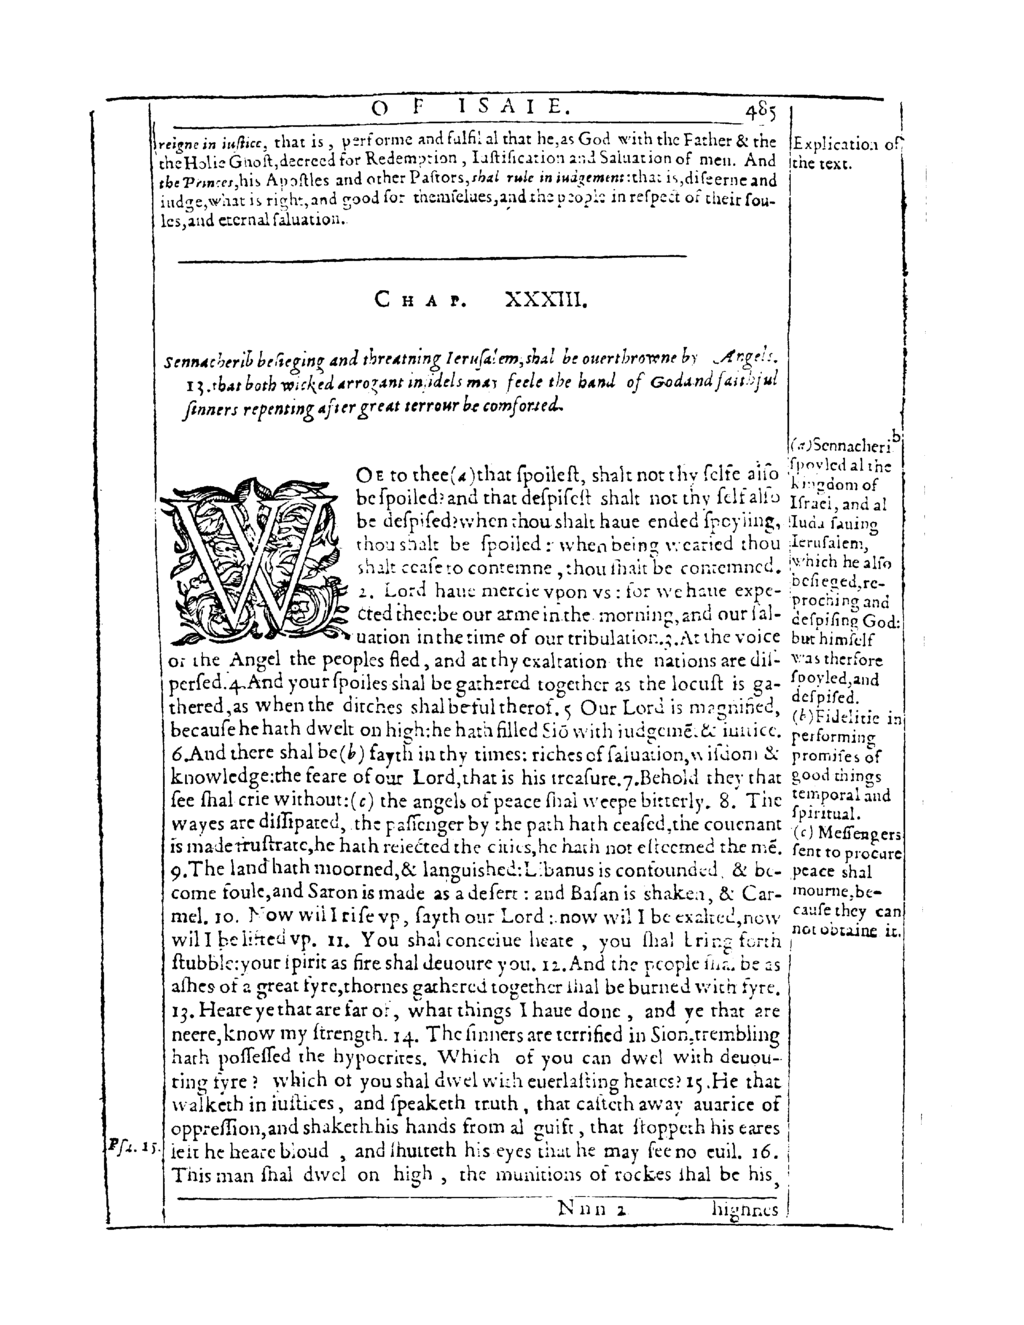 OF ISAIE. 485
reigne in iuſtice, that is, performe and fulfil al that he, as God with the Father & the
the Holie Ghoſt, decreed for Redemption, Iuſtification and Saluation of men. And
the Princes, his Apoſtles and other Paſtors, shal rule in iudgement: that is, diſcerne and
iudge, what is right, and good for themſelues, and the people in reſpect of their ſou-
les, and eternal ſaluation.
Explication of
the text.
CHAP. XXXIII.
Sennacherib beſieging and threatning Ieruſalem, shal be ouerthrowne by Angels.
13. that both wicked arrogant infidels may feele the hand of God and faithful
ſinners repenting after great terrour be comforted.
WOE to thee (a) that ſpoileſt, shalt not thy ſelfe alſo
be ſpoiled? and that deſpiſeſt shalt not thy ſelf alſo
be deſpiſed? when thou shalt haue ended ſpoyling,
thou shalt be ſpoiled: when being wearied thou
shalt ceaſe to contemne, thou ſhalt be contemned.
2. Lord haue mercie vpon vs: for we haue expe-
cted thee: be our arme in the morning, and our ſal-
uation in the time of our tribulation. 3. At the voice
of the Angel the peoples fled, and at thy exaltation the nations are diſ-
perſed. 4. And your ſpoiles shal be gathered together as the locuſt is ga-
thered, as when the ditches shal be ful therof. 5 Our Lord is magnified,
becauſe he hath dwelt on high: he hath filled Siō with iudgemē. & iuſtice.
6. And there shal be (b) fayth in thy times: riches of ſaluation, wiſdom &
knowledge: the feare of our Lord, that is his treaſure. 7. Behold they that
ſee ſhal crie without: (c) the angels of peace ſhal weepe bitterly. 8. The
wayes are diſſipated, the paſſenger by the path hath ceaſed, the couenant
is made fruſtrate, he hath reiected the cities, he hath not eſteemed the mē.
9. The land hath moorned, & languished: Libanus is confounded, & be-
come foule, and Saron is made as a deſert: and Baſan is shaken, & Car-
mel. 10. Now wil I riſe vp, ſayth our Lord: now wil I be exalted, now
wil I be lifted vp. 11. You shal conceiue heate, you ſhal bring forth
ſtubble: your ſpirit as fire shal deuoure you. 12. And the people ſhal be as
aſhes of a great fyre, thornes gathered together ſhal be burned with fyre.
13. Heare ye that are far of, what things I haue done, and ye that are
neere, know my ſtrength. 14. The ſinners are terrified in Sion, trembling
hath poſſeſſed the hypocrites. Which of you can dwel with deuou-
ring fyre? which of you shal dwel with euerlaſting heates? 15. He that
walketh in iuſtices, and ſpeaketh truth, that caſteth away auarice of
oppreſſion, and shaketh his hands from al guift, that ſtoppeth his eares
leſt he heare bloud, and ſhutteth his eyes that he may ſee no euil. 16.
This man ſhal dwel on high, the munitions of rockes ſhal be his
Nnn 2 highnes
(a) Sennacherib
ſpoyled al the
kingdom of
Iſrael, and al
Iuda ſauing
Ieruſalem,
which he alſo
beſieged, re-
proching and
deſpiſing God:
but himſelf
was therfore
ſpoyled, and
deſpiſed.
(b) Fidelitie in
performing
promiſes of
good things
temporal and
ſpiritual.
(c) Meſſengers
ſent to procure
peace shal
mourne, be-
cauſe they can
not obtaine it.
Pſa. 15.